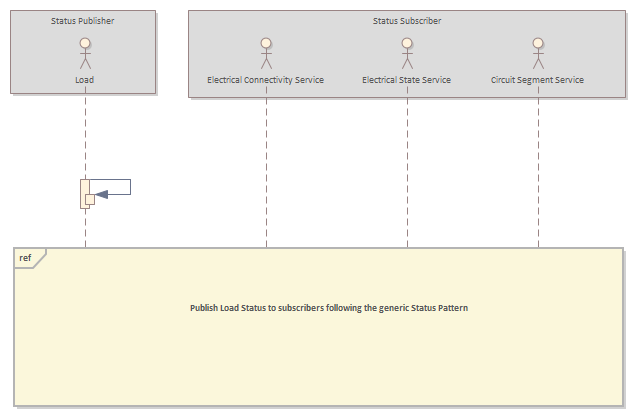 Status Publisher
Status Subscriber
Load
Electrical Connectivity Service
Electrical State Service
Circuit Segment Service
ref
Publish Load Status to subscribers following the generic Status Pattern